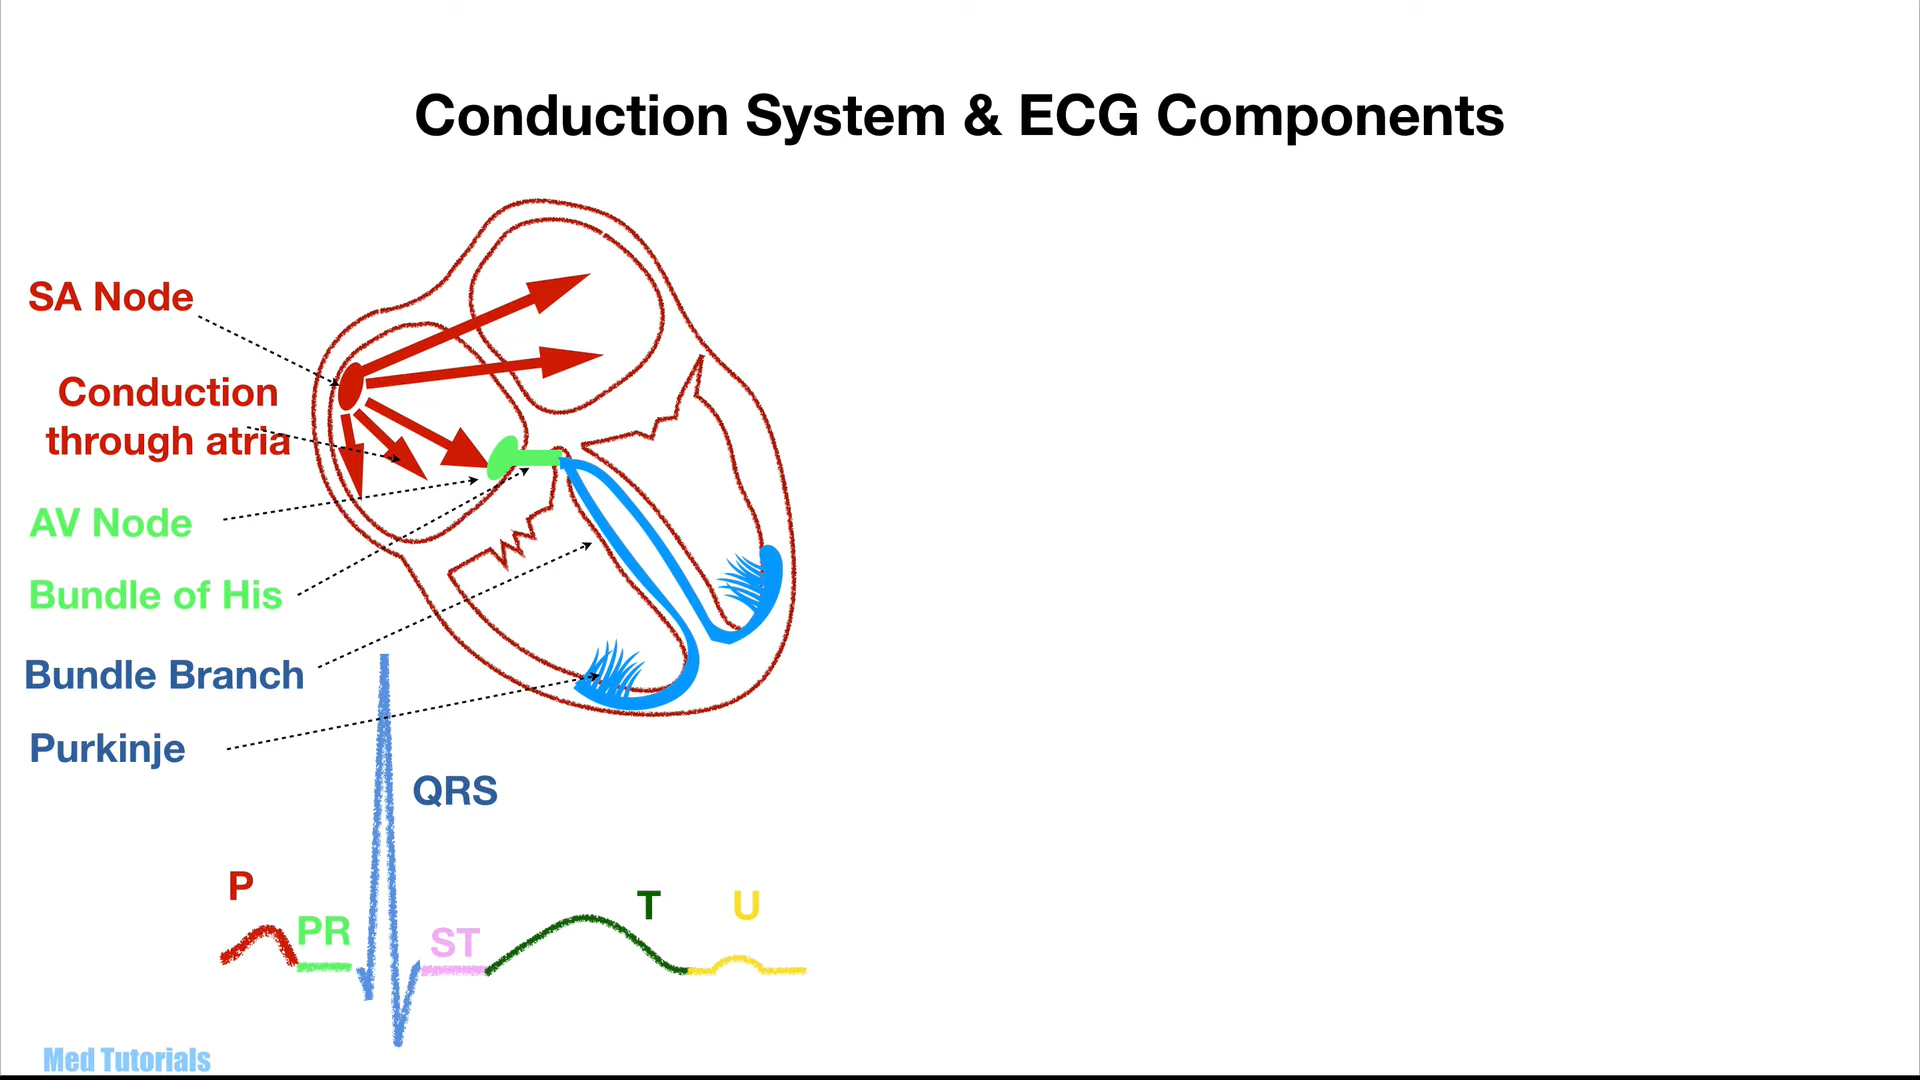 Conduction System & ECG Components
SA Node
Conduction
through atria
AV Node
Bundle of His
Bundle Branch
Purkinje
QRS
P
PR
ST
T
U
Med Tutorials